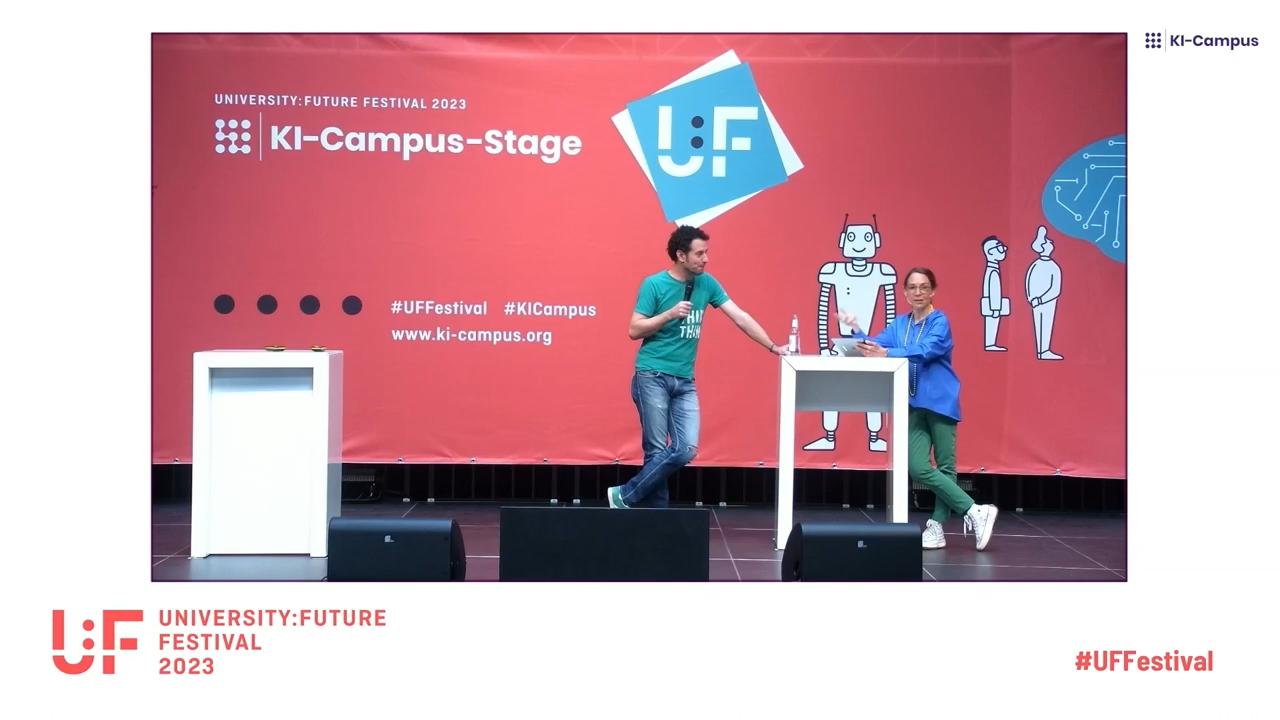 KI-Campus
UNIVERSITY:FUTURE FESTIVAL 2023
KI-Campus-Stage
U:F
#UFFestival #KICampus
www.ki-campus.org
THINK
U:F
UNIVERSITY:FUTURE
FESTIVAL
2023
#UFFestival